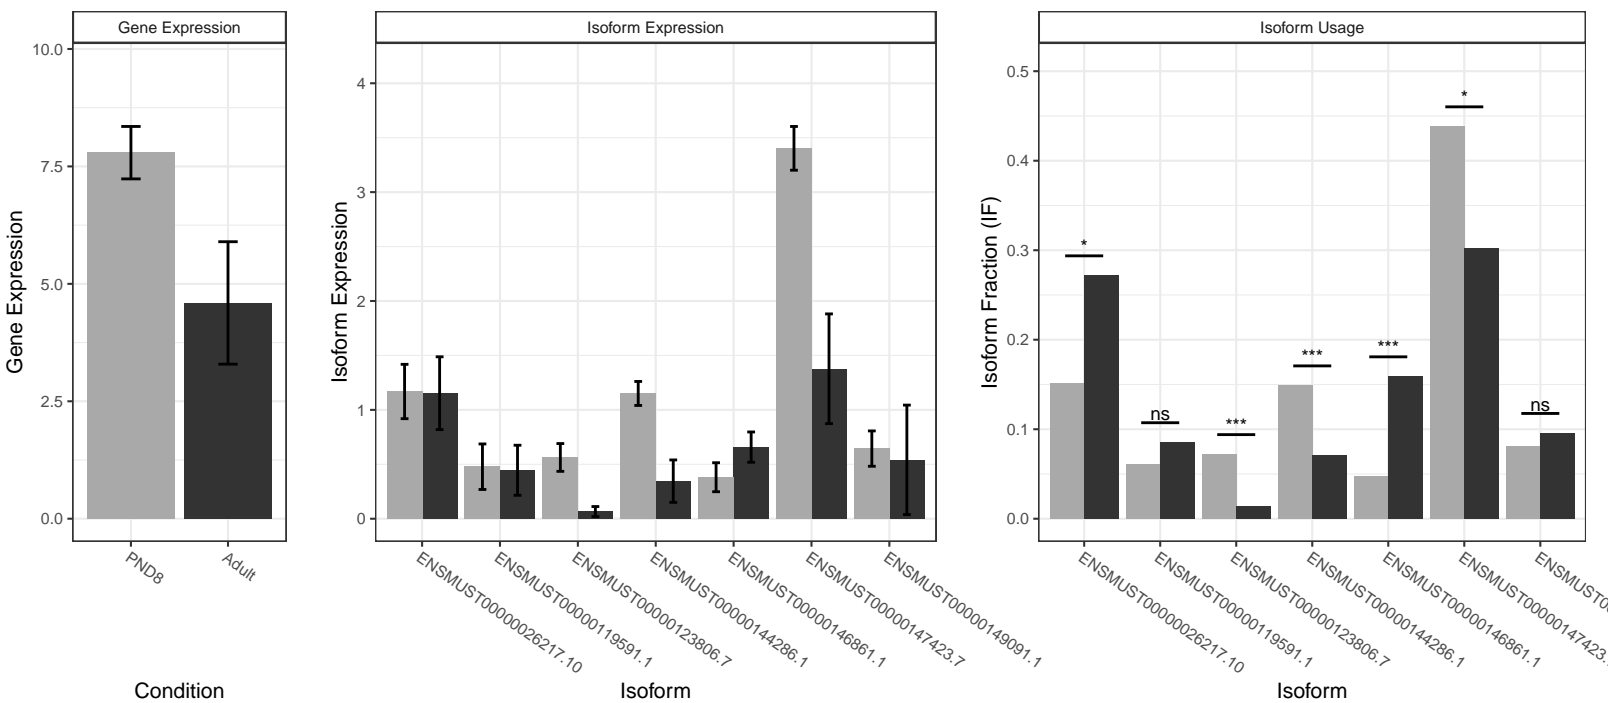 Gene Expression
Isoform Expression
Isoform Usage
Gene Expression
10.0
7.5
5.0
2.5
0.0
PND8
Adult
Condition
Isoform Expression
4
3
2
1
0
ENSMUST00000026217.10
ENSMUST00000119591.1
ENSMUST00000123806.7
ENSMUST00000144286.1
ENSMUST00000146861.1
ENSMUST00000147423.7
ENSMUST00000149091.1
Isoform
Isoform Fraction (IF)
0.5
0.4
0.3
0.2
0.1
0.0
*
ns
***
***
***
*
ns
ENSMUST00000026217.10
ENSMUST00000119591.1
ENSMUST00000123806.7
ENSMUST00000144286.1
ENSMUST00000146861.1
ENSMUST00000147423.
Isoform